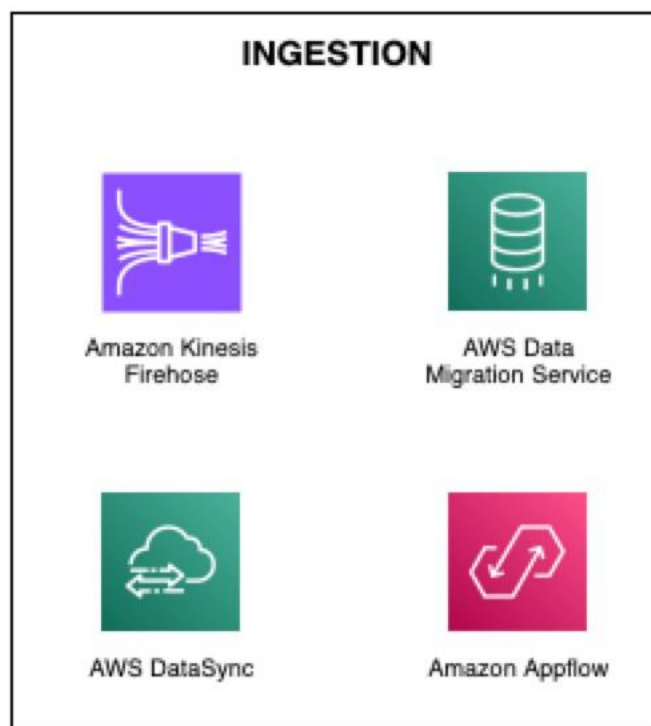 INGESTION
Amazon Kinesis
Firehose
AWS Data
Migration Service
AWS DataSync
Amazon Appflow